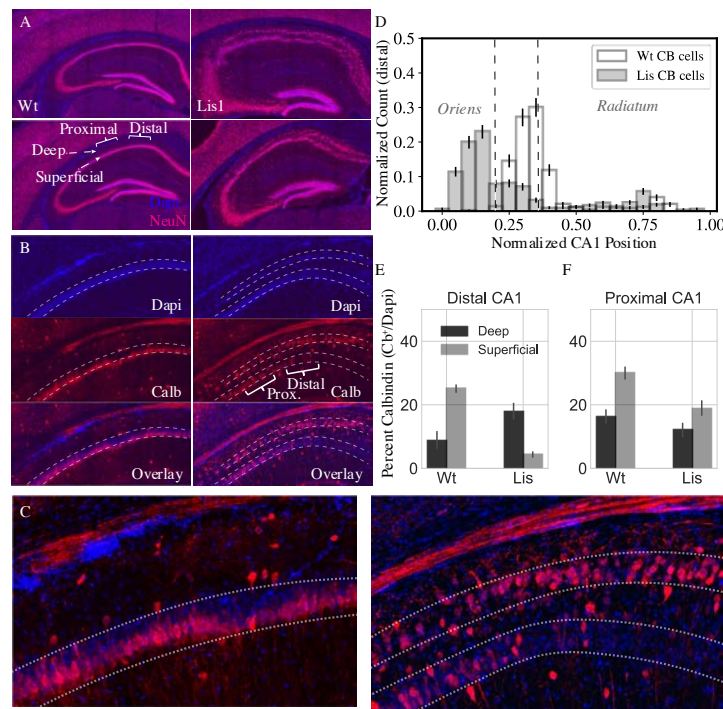 A
Wt
Lis1
Proximal
Distal
Deep
Superficial
Dapi
NeuN
B
Dapi
Dapi
Calb
Calb
Distal
Prox.
Overlay
Overlay
C
D
Normalized Count (distal)
0.5
0.4
0.3
0.2
0.1
0.0
Wt CB cells
Lis CB cells
Oriens
Radiatum
0.00
0.25
0.50
0.75
1.00
Normalized CA1 Position
E
F
Distal CA1
Proximal CA1
Percent Calbindin (Cb⁺/Dapi)
60
40
20
0
Deep
Superficial
Wt
Lis
Wt
Lis